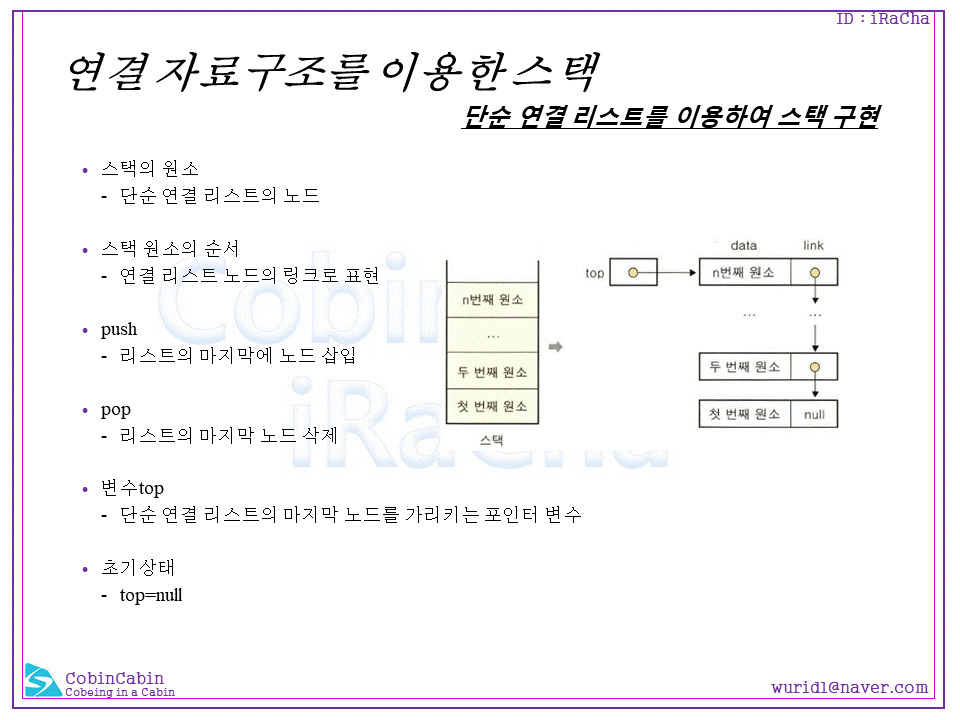 ID : iRaCha
연결 자료구조를 이용한 스택
단순 연결 리스트를 이용하여 스택 구현
• 스택의 원소
- 단순 연결 리스트의 노드
• 스택 원소의 순서
- 연결 리스트 노드의 링크로 표현
• push
- 리스트의 마지막에 노드 삽입
• pop
- 리스트의 마지막 노드 삭제
• 변수top
- 단순 연결 리스트의 마지막 노드를 가리키는 포인터 변수
• 초기상태
- top=null
n번째 원소
...
두 번째 원소
첫 번째 원소
스택
data link
top n번째 원소
... ...
두 번째 원소
첫 번째 원소 null
Cobin
iRaCha
CobinCabin
Cobeing in a Cabin
wuridl@naver.com